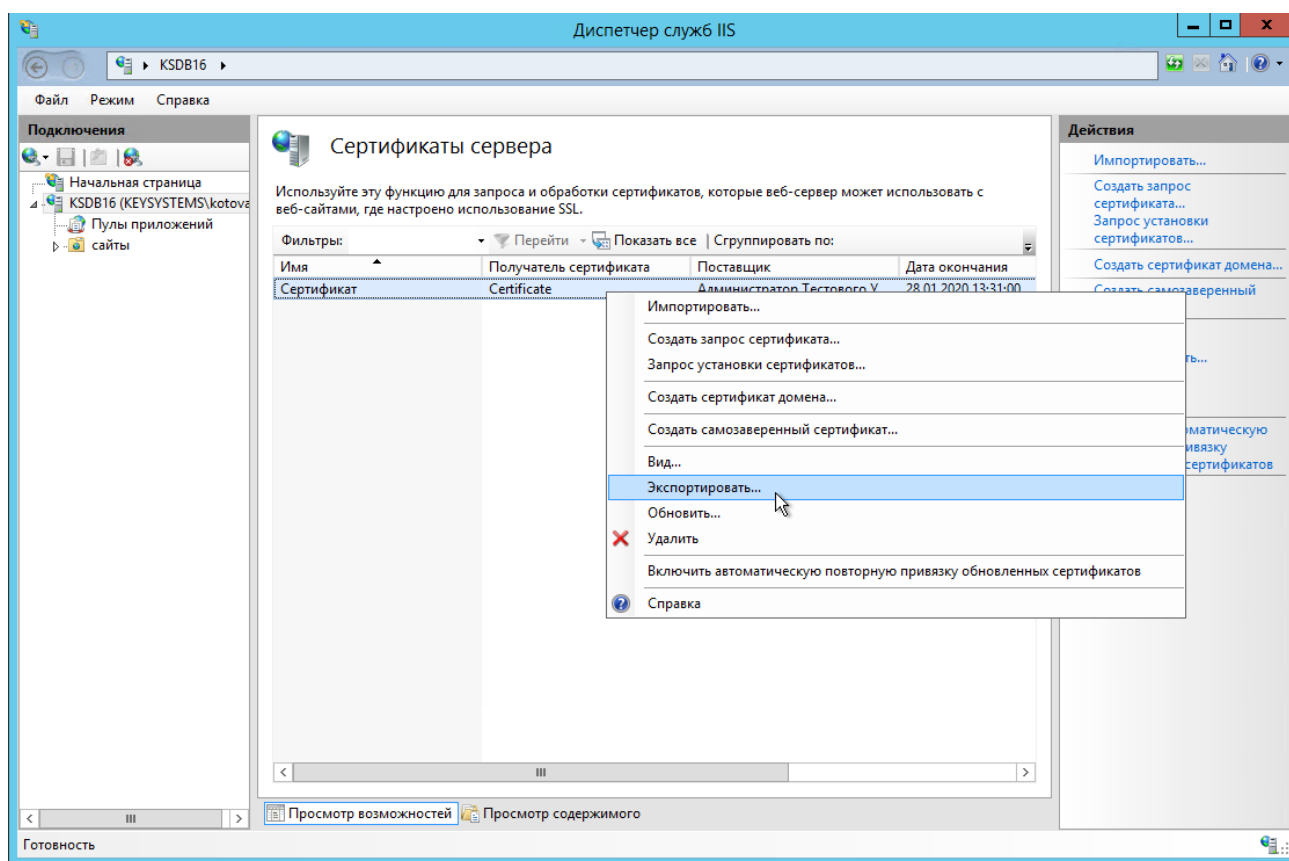 Диспетчер служб IIS
KSDB16
Файл Режим Справка
Подключения
Начальная страница
KSDB16 (KEYSYSTEMS\kotova
Пулы приложений
сайты
Сертификаты сервера
Используйте эту функцию для запроса и обработки сертификатов, которые веб-сервер может использовать с
веб-сайтами, где настроено использование SSL.
Фильтры: Перейти Показать все Сгруппировать по:
Имя Получатель сертификата Поставщик Дата окончания
Сертификат Certificate Администратор Тестового У 28.01.2020 13:31:00
Импортировать...
Создать запрос сертификата...
Запрос установки сертификатов...
Создать сертификат домена...
Создать самозаверенный сертификат...
Вид...
Экспортировать...
Обновить...
Удалить
Включить автоматическую повторную привязку обновленных сертификатов
Справка
Действия
Импортировать...
Создать запрос
сертификата...
Запрос установки
сертификатов...
Создать сертификат домена...
Создать самозаверенный
ть...
матическую
ивязку
сертификатов
Просмотр возможностей Просмотр содержимого
Готовность